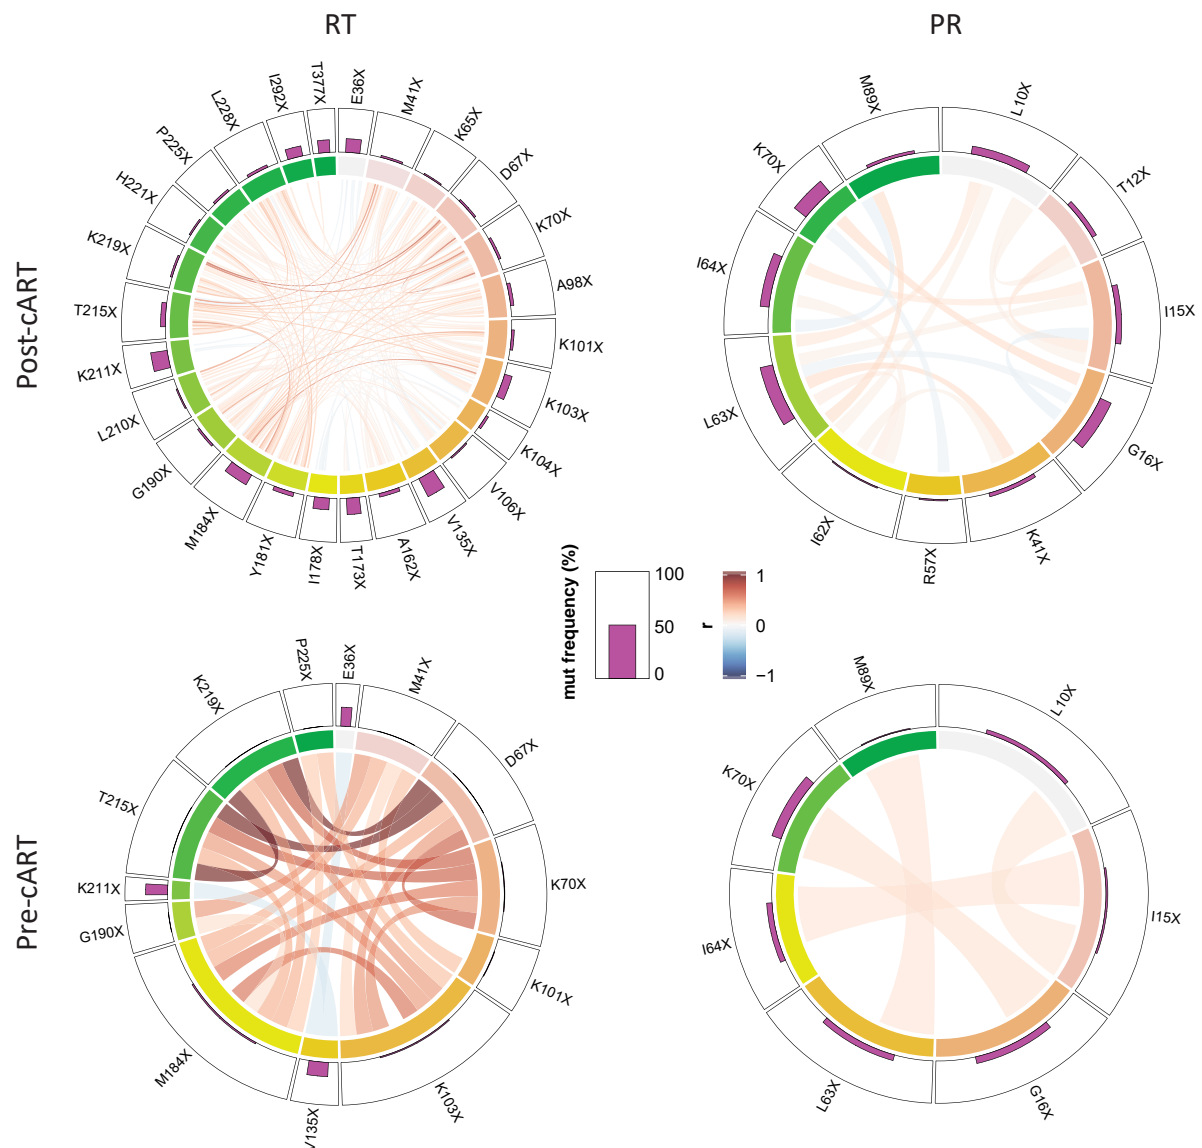 RT
PR
Post-cART
Pre-cART
E36X
M41X
K65X
D67X
K70X
A98X
K101X
K103X
K104X
V106X
V135X
A162X
T173X
I178X
Y181X
M184X
G190X
L210X
K211X
T215X
K219X
H221X
P225X
L228X
I292X
T377X
L10X
T12X
I15X
G16X
K41X
R57X
I62X
L63X
I64X
K70X
M89X
mut frequency (%)
100
50
0
r
1
0
−1
E36X
M41X
D67X
K70X
K101X
K103X
V135X
M184X
G190X
K211X
T215X
K219X
P225X
L10X
I15X
G16X
L63X
I64X
K70X
M89X